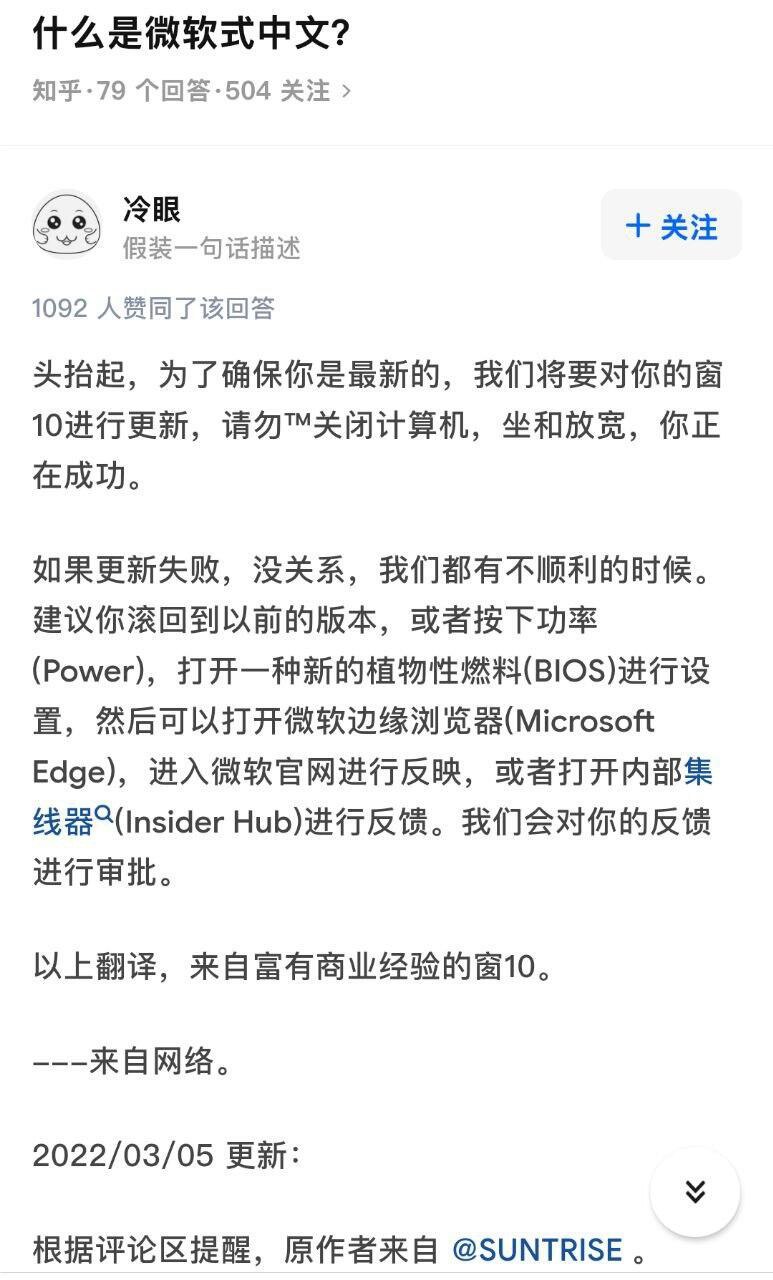 什么是微软式中文?
知乎·79 个回答·504 关注 >
冷眼
假装一句话描述
+ 关注
1092 人赞同了该回答
头抬起，为了确保你是最新的，我们将要对你的窗
10进行更新，请勿™关闭计算机，坐和放宽，你正
在成功。
如果更新失败，没关系，我们都有不顺利的时候。
建议你滚回到以前的版本，或者按下功率
(Power)，打开一种新的植物性燃料(BIOS)进行设
置，然后可以打开微软边缘浏览器(Microsoft
Edge)，进入微软官网进行反映，或者打开内部集
线器(Insider Hub)进行反馈。我们会对你的反馈
进行审批。
以上翻译，来自富有商业经验的窗10。
---来自网络。
2022/03/05 更新：
根据评论区提醒，原作者来自 @SUNTRISE 。